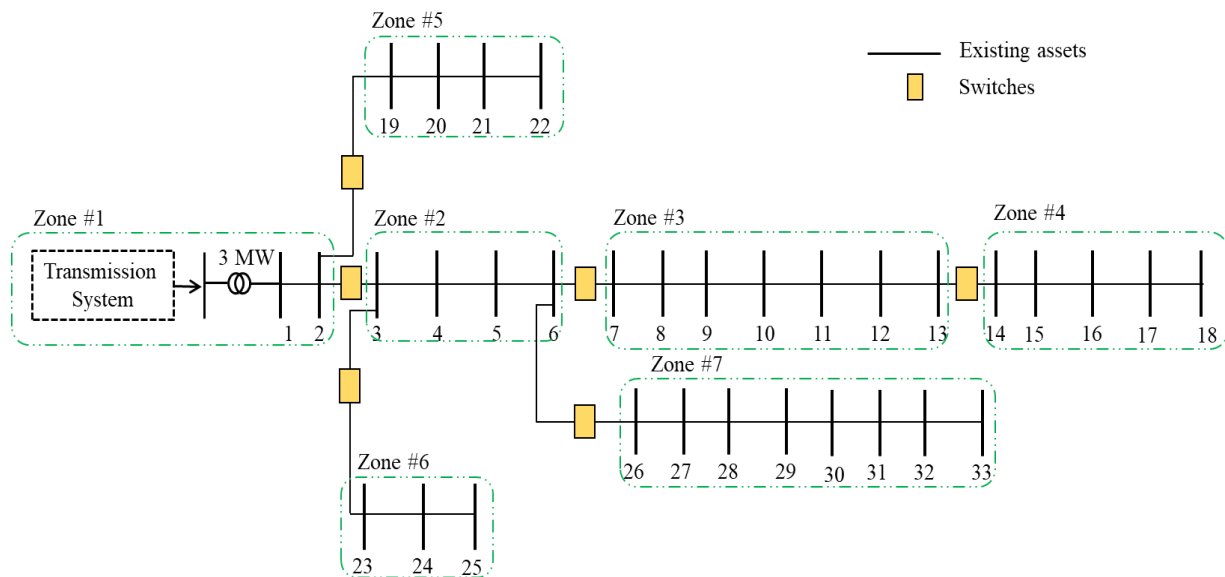 Zone #5
Existing assets
Switches
19 20 21 22
Zone #1
Zone #2
Zone #3
Zone #4
3 MW
Transmission
System
1 2 3 4 5 6 7 8 9 10 11 12 13 14 15 16 17 18
Zone #7
26 27 28 29 30 31 32 33
Zone #6
23 24 25